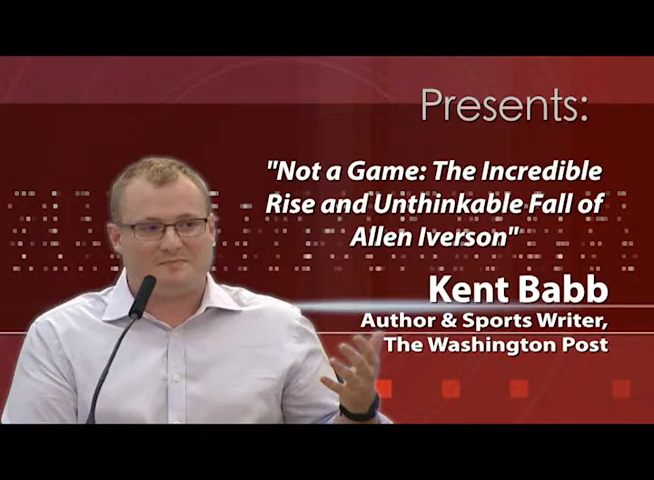 Presents:
"Not a Game: The Incredible
Rise and Unthinkable Fall of
Allen Iverson"
Kent Babb
Author & Sports Writer,
The Washington Post